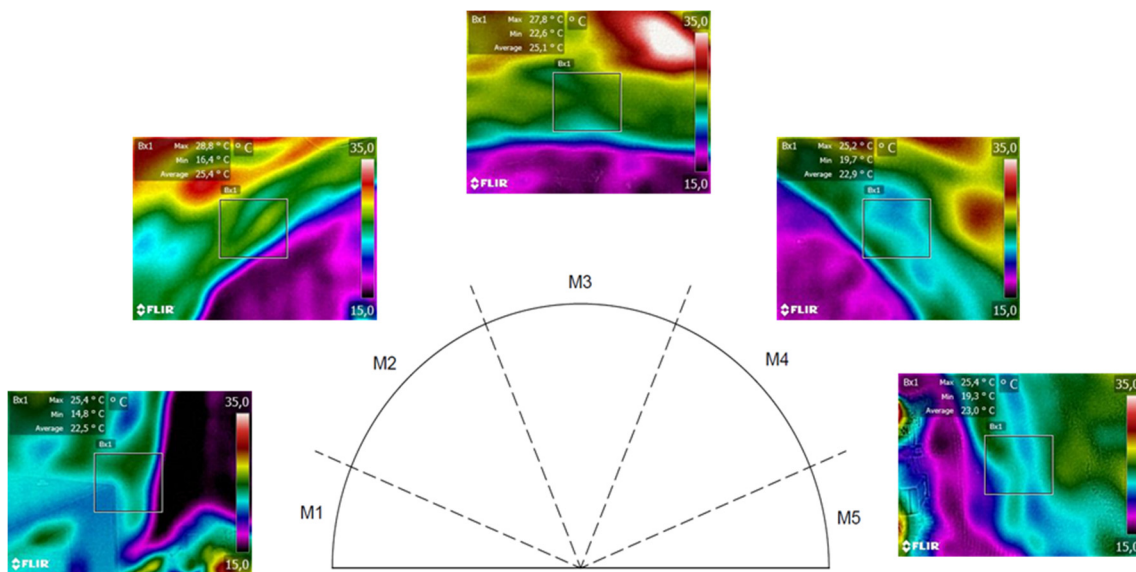 Bx1 Max 27,8 ° C ° C 35,0
Min 22,6 ° C
Average 25,1 ° C
Bx1
FLIR 15,0
Bx1 Max 28,8 ° C ° C 35,0
Min 16,4 ° C
Average 25,4 ° C
Bx1
FLIR 15,0
Bx1 Max 25,2 ° C ° C 35,0
Min 19,7 ° C
Average 22,9 ° C
Bx1
FLIR 15,0
M3
M2
M4
Bx1 Max 25,4 ° C ° C 35,0
Min 14,8 ° C
Average 22,5 ° C
Bx1
FLIR 15,0
Bx1 Max 25,4 ° C ° C 35,0
Min 19,3 ° C
Average 23,0 ° C
Bx1
FLIR 15,0
M1
M5